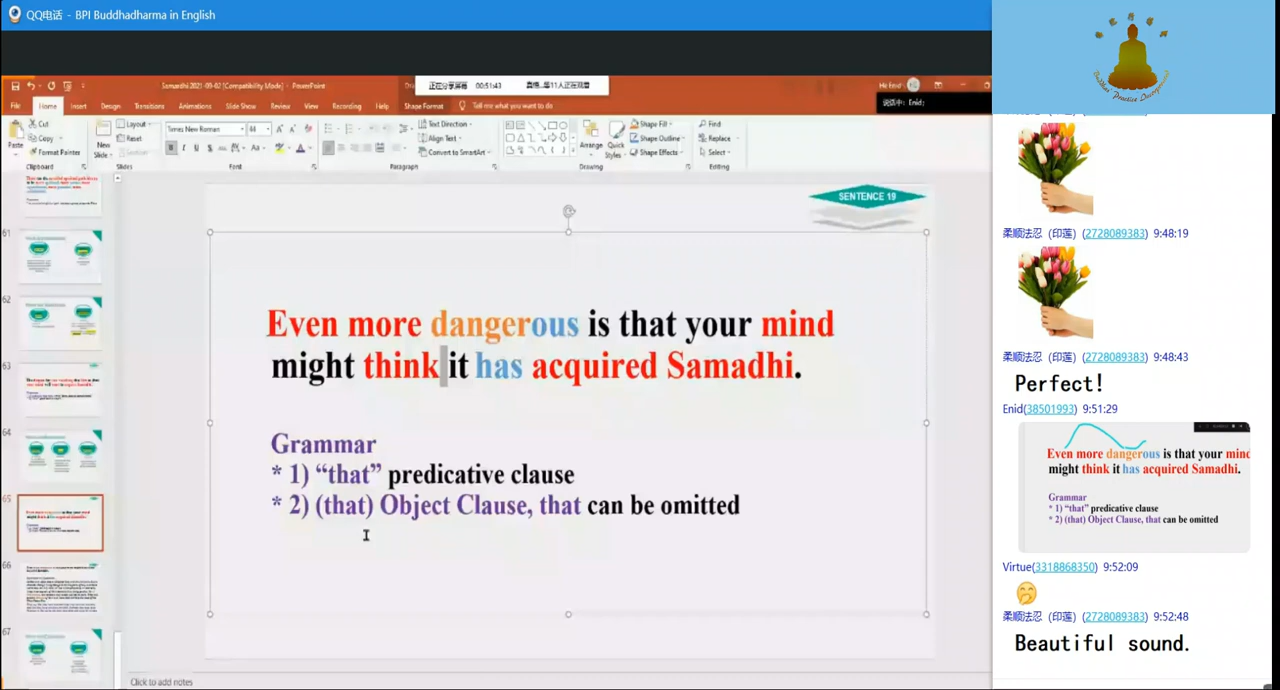 QQ电话 - BPI Buddhadharma in English
Samadhi 2021-09-02 [Compatibility Mode] - PowerPoint
正在分享屏幕 00:51:43
File Home Insert Design Transitions Animations Slide Show Review View Recording Help Shape Format Tell me what you want to do
Cut
Copy
Format Painter
Paste
Clipboard
New
Slide
Layout
Reset
Section
Slides
Times New Roman 44
Font
Text Direction
Align Text
Convert to SmartArt
Paragraph
Arrange
Quick
Styles
Shape Fill
Shape Outline
Shape Effects
Drawing
Find
Replace
Select
Editing
61
62
63
64
65
66
67
SENTENCE 19
Even more dangerous is that your mind
might think it has acquired Samadhi.
Grammar
* 1) “that” predicative clause
* 2) (that) Object Clause, that can be omitted
Click to add notes
柔顺法忍（印莲）(2728089383) 9:48:19
柔顺法忍（印莲）(2728089383) 9:48:43
Perfect!
Enid(38501993) 9:51:29
Even more dangerous is that your mind
might think it has acquired Samadhi.
Grammar
* 1) “that” predicative clause
* 2) (that) Object Clause, that can be omitted
Virtue(3318868350) 9:52:09
柔顺法忍（印莲）(2728089383) 9:52:48
Beautiful sound.